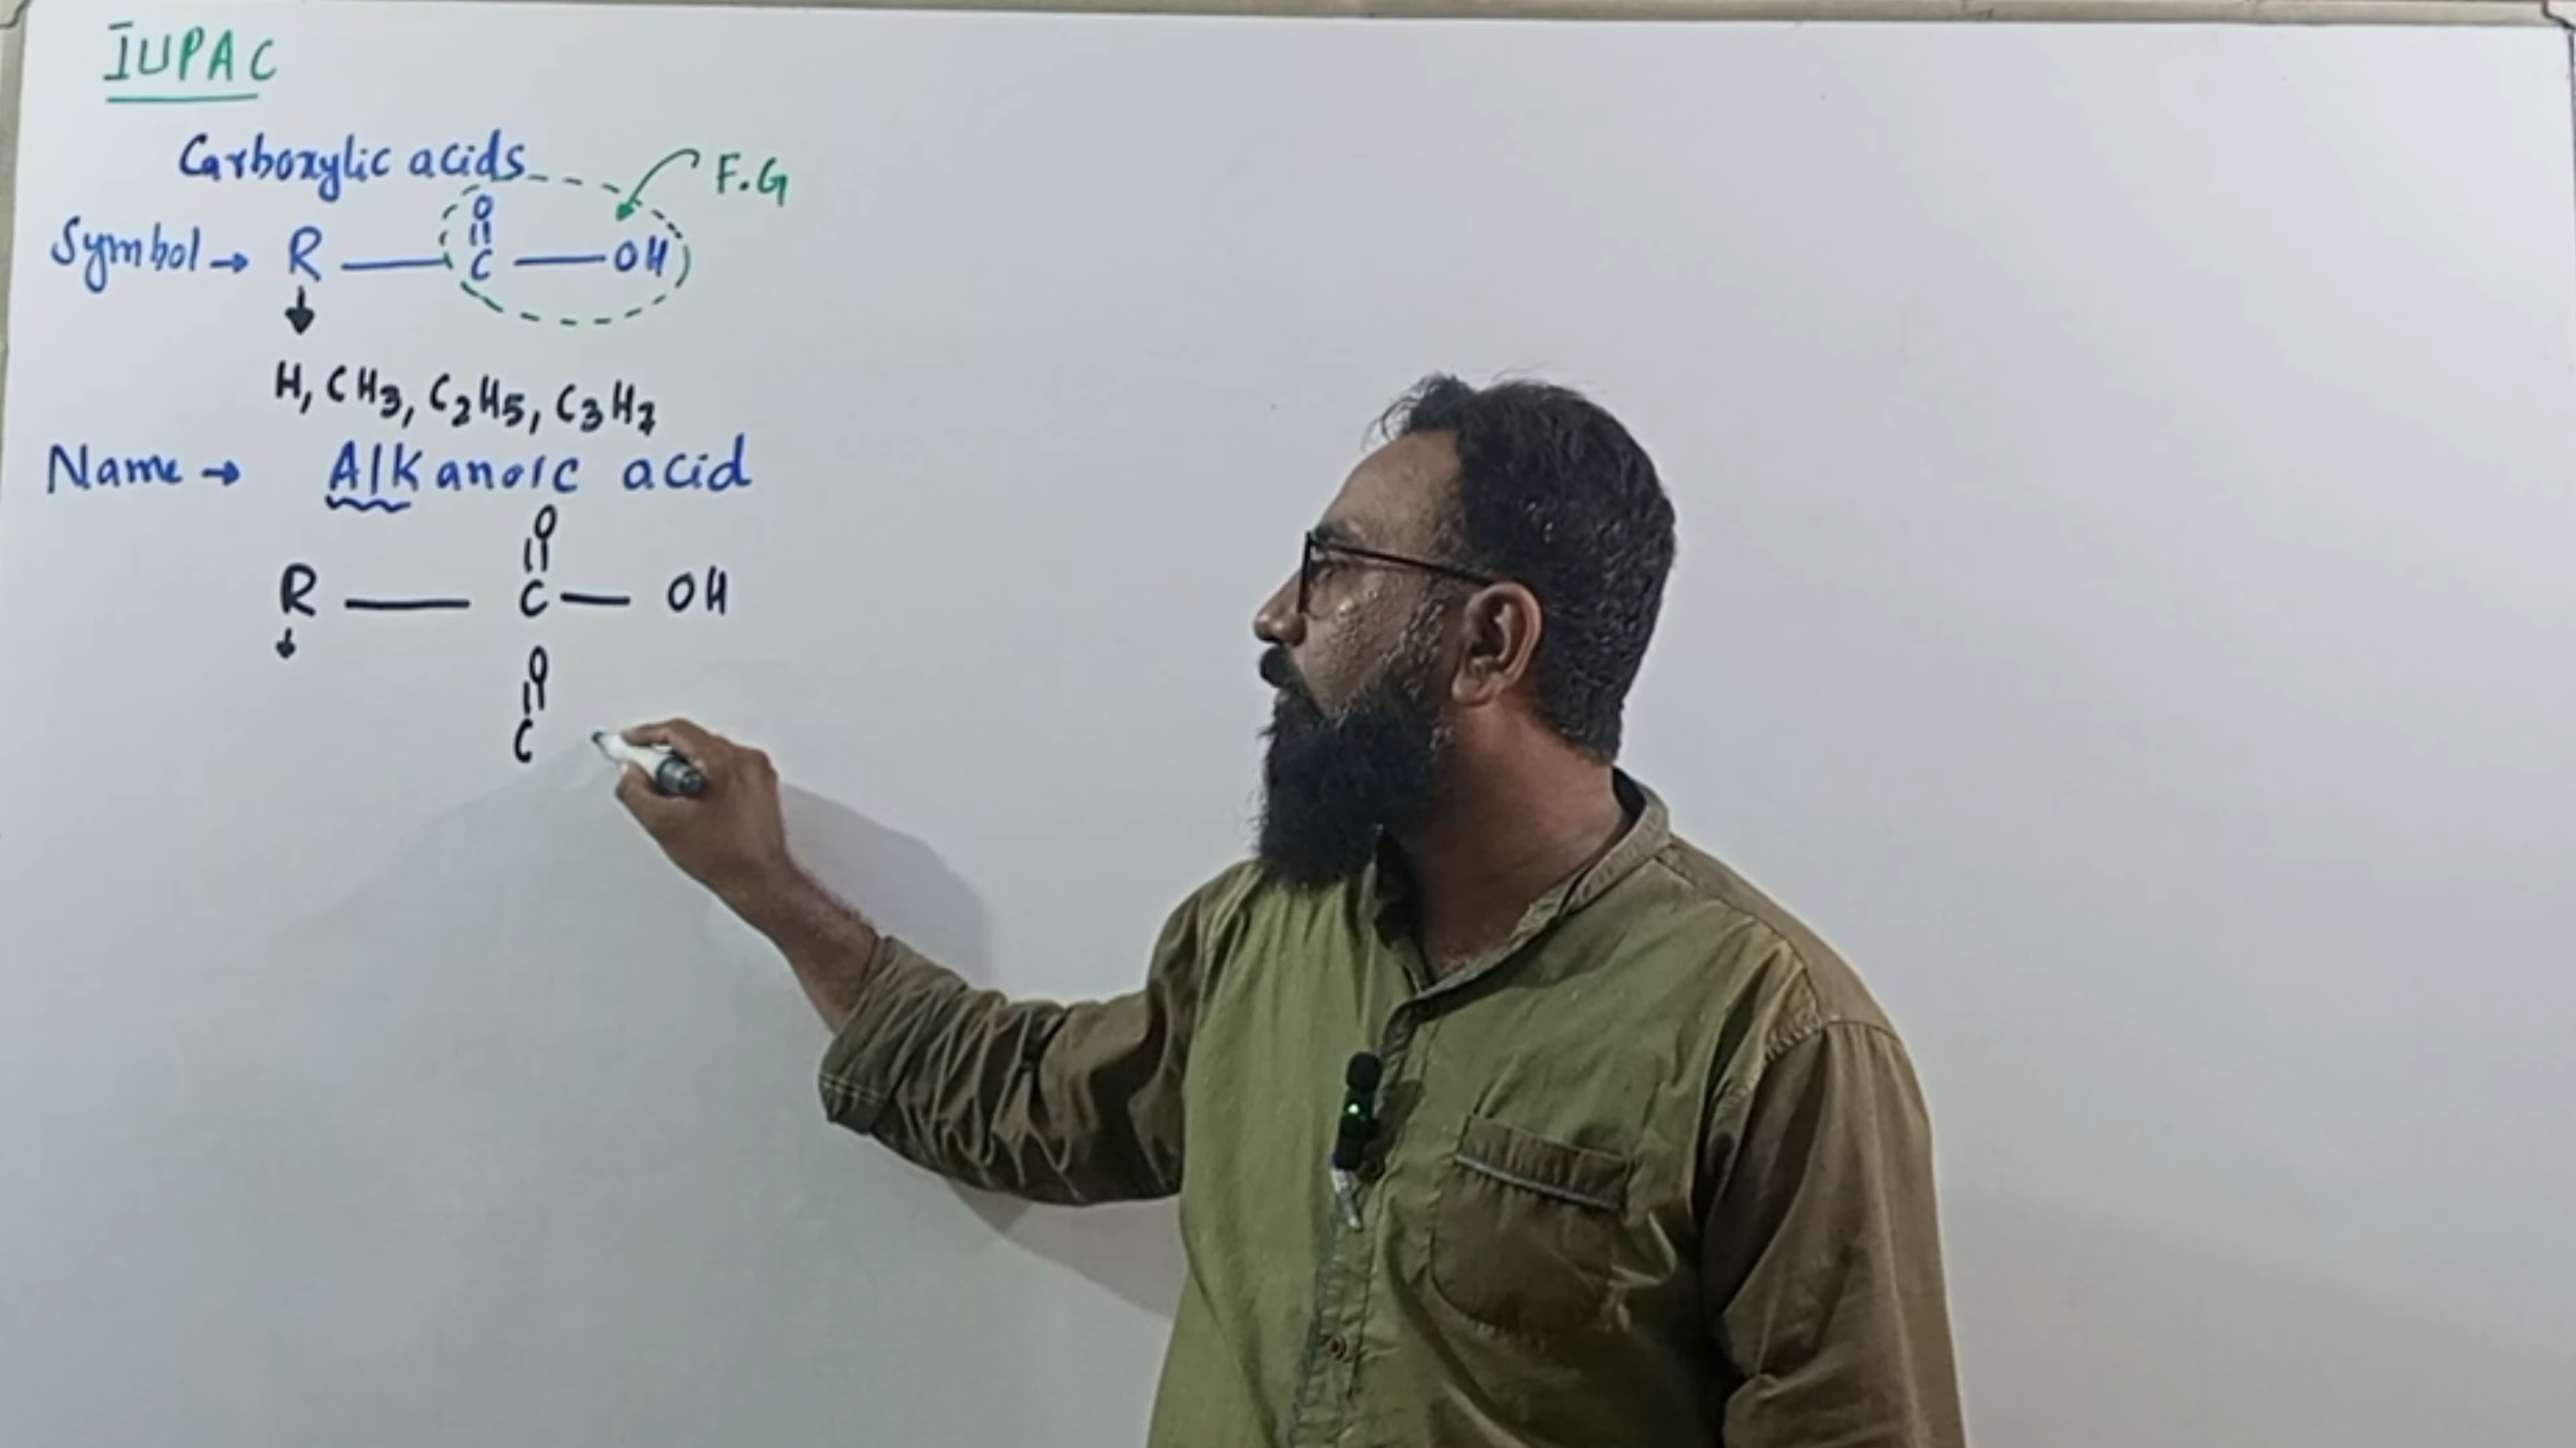 IUPAC
Carboxylic acids
F.G
O
||
Symbol → R — C — OH
↓
H, CH3, C2H5, C3H7
Name → Alkanoic acid
O
||
R — C — OH
↓
O
||
C